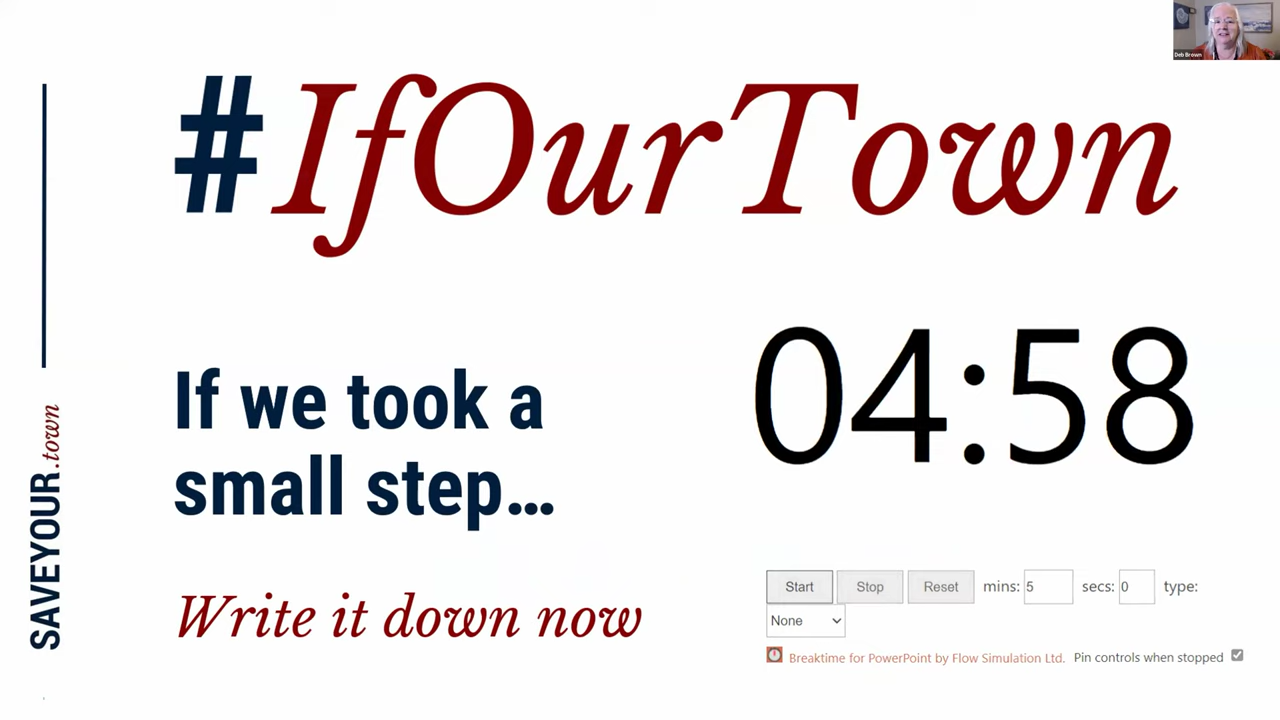 Deb Brown
#IfOurTown
04:58
If we took a
small step…
Write it down now
SAVEYOUR.town
Start Stop Reset mins: 5 secs: 0 type:
None
Breaktime for PowerPoint by Flow Simulation Ltd. Pin controls when stopped